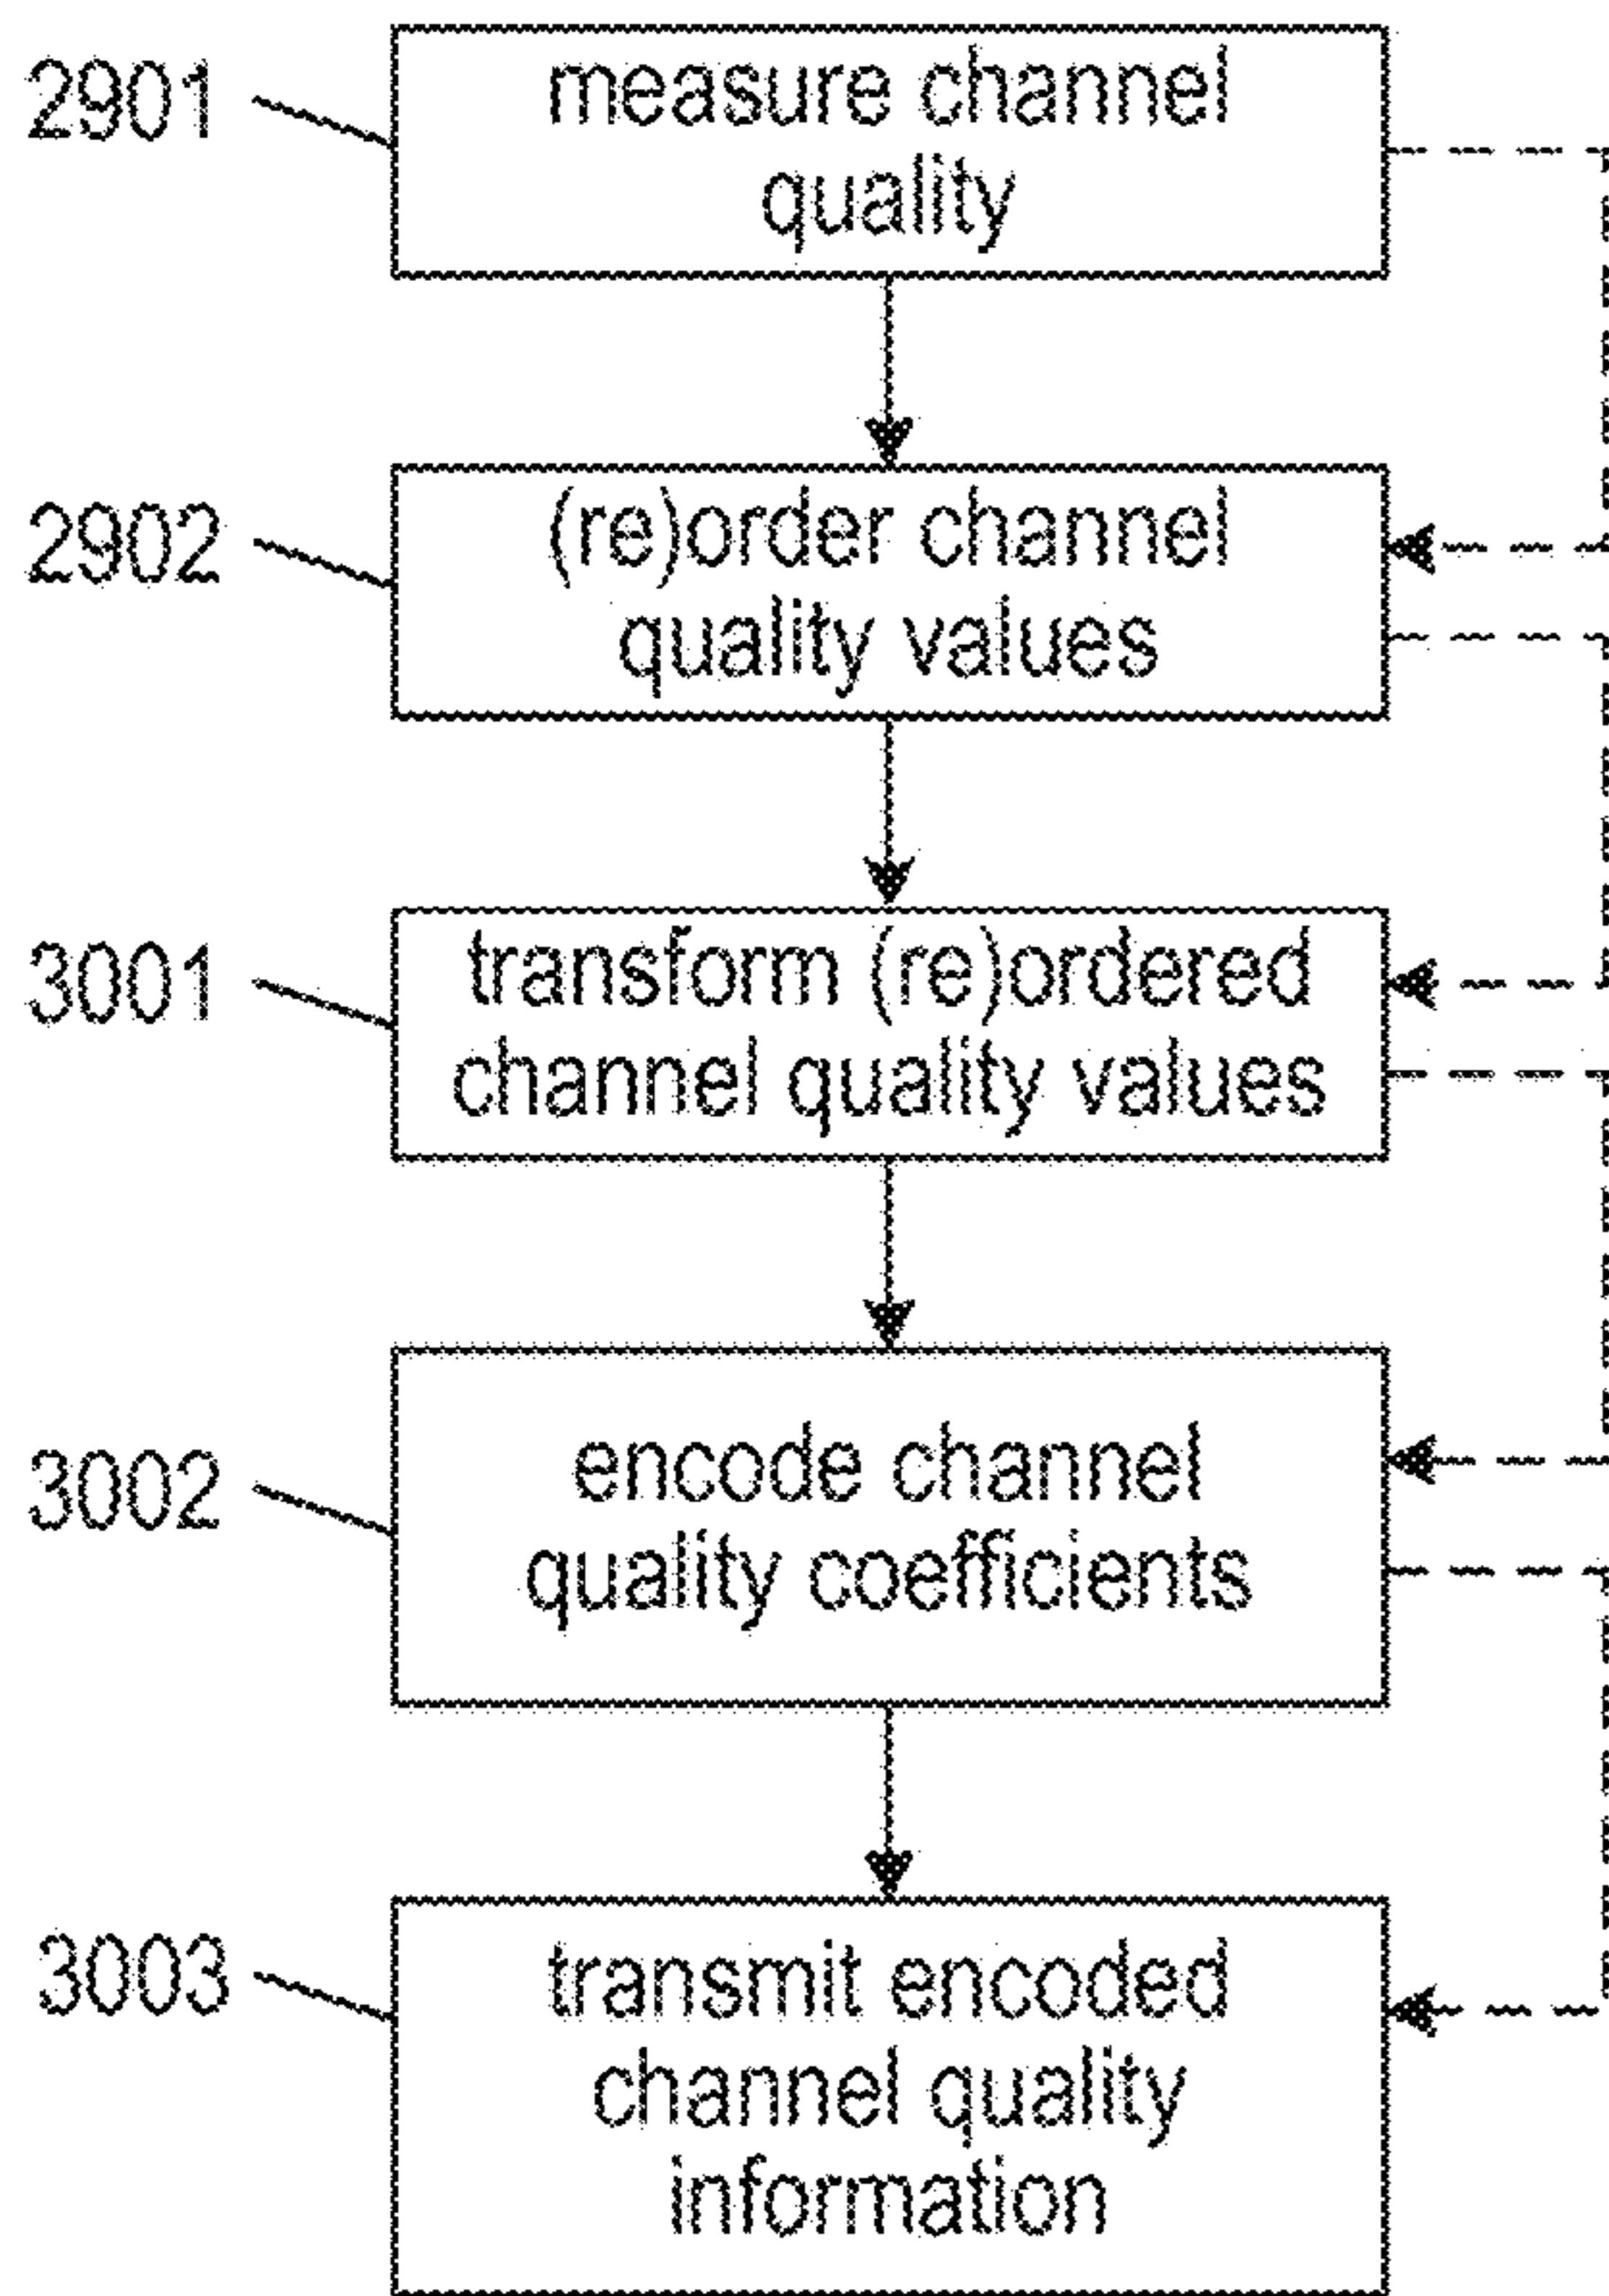 2901
measure channel
quality
2902
(re)order channel
quality values
3001
transform (re)ordered
channel quality values
3002
encode channel
quality coefficients
3003
transmit encoded
channel quality
information